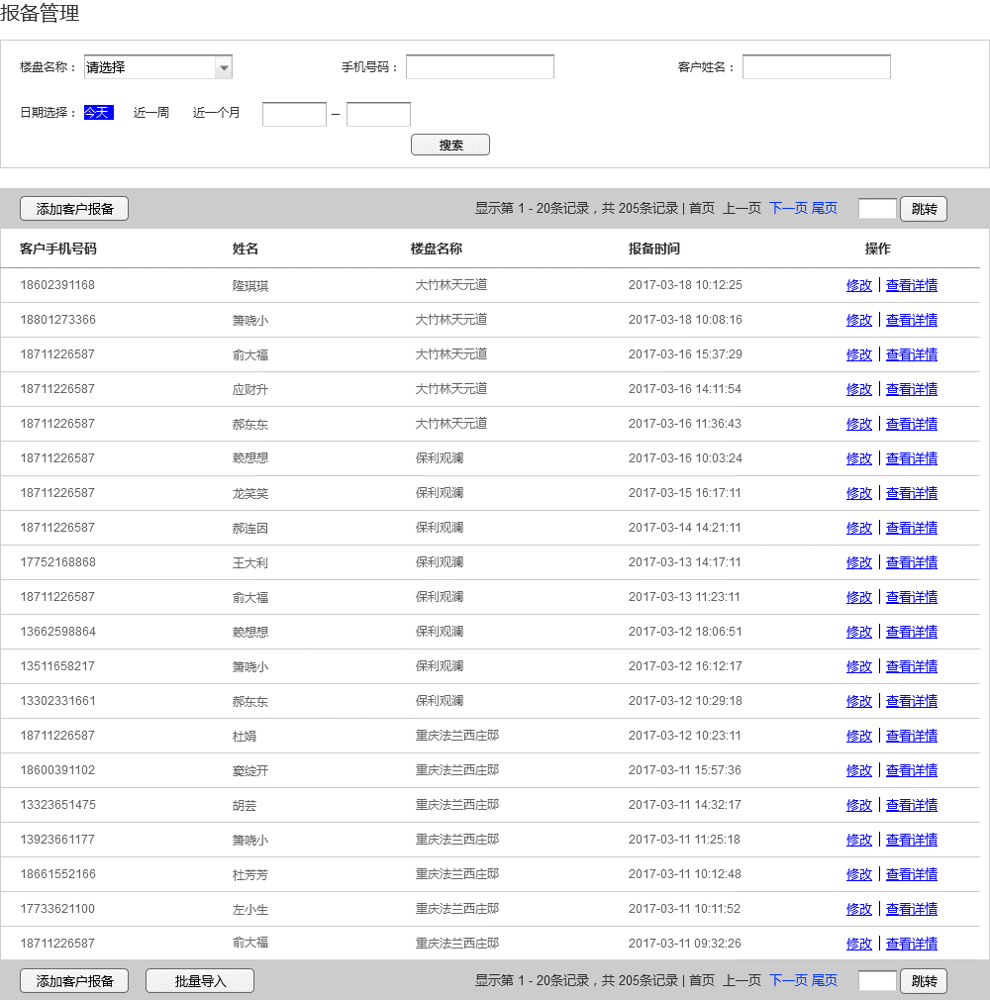 报备管理
楼盘名称： 请选择 手机号码： 客户姓名：
日期选择： 今天 近一周 近一个月 –
搜索
添加客户报备 显示第 1 - 20条记录，共 205条记录 | 首页 上一页 下一页 尾页 跳转
客户手机号码 姓名 楼盘名称 报备时间 操作
18602391168 隆琪琪 大竹林天元道 2017-03-18 10:12:25 修改 | 查看详情
18801273366 箫哓小 大竹林天元道 2017-03-18 10:08:16 修改 | 查看详情
18711226587 俞大福 大竹林天元道 2017-03-16 15:37:29 修改 | 查看详情
18711226587 应财升 大竹林天元道 2017-03-16 14:11:54 修改 | 查看详情
18711226587 郝东东 大竹林天元道 2017-03-16 11:36:43 修改 | 查看详情
18711226587 赖想想 保利观澜 2017-03-16 10:03:24 修改 | 查看详情
18711226587 龙笑笑 保利观澜 2017-03-15 16:17:11 修改 | 查看详情
18711226587 郝连因 保利观澜 2017-03-14 14:21:11 修改 | 查看详情
17752168868 王大利 保利观澜 2017-03-13 14:17:11 修改 | 查看详情
18711226587 俞大福 保利观澜 2017-03-13 11:23:11 修改 | 查看详情
13662598864 赖想想 保利观澜 2017-03-12 18:06:51 修改 | 查看详情
13511658217 箫哓小 保利观澜 2017-03-12 16:12:17 修改 | 查看详情
13302331661 郝东东 保利观澜 2017-03-12 10:29:18 修改 | 查看详情
18711226587 杜娟 重庆法兰西庄邸 2017-03-12 10:23:11 修改 | 查看详情
18600391102 窦绽开 重庆法兰西庄邸 2017-03-11 15:57:36 修改 | 查看详情
13323651475 胡芸 重庆法兰西庄邸 2017-03-11 14:32:17 修改 | 查看详情
13923661177 箫哓小 重庆法兰西庄邸 2017-03-11 11:25:18 修改 | 查看详情
18661552166 杜芳芳 重庆法兰西庄邸 2017-03-11 10:12:48 修改 | 查看详情
17733621100 左小生 重庆法兰西庄邸 2017-03-11 10:11:52 修改 | 查看详情
18711226587 俞大福 重庆法兰西庄邸 2017-03-11 09:32:26 修改 | 查看详情
添加客户报备 批量导入 显示第 1 - 20条记录，共 205条记录 | 首页 上一页 下一页 尾页 跳转